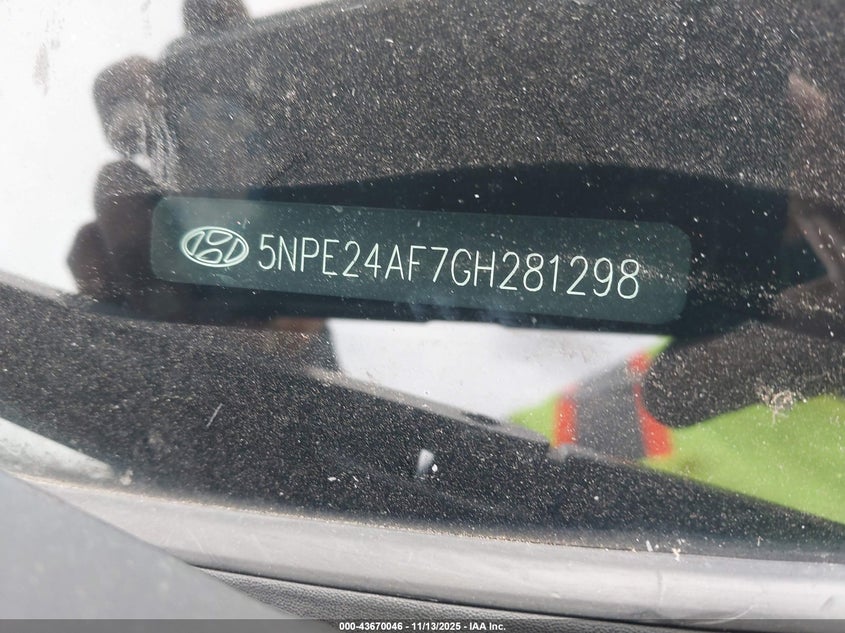 5NPE24AF7GH281298
000-43670046 - 11/13/2025 - IAA Inc.